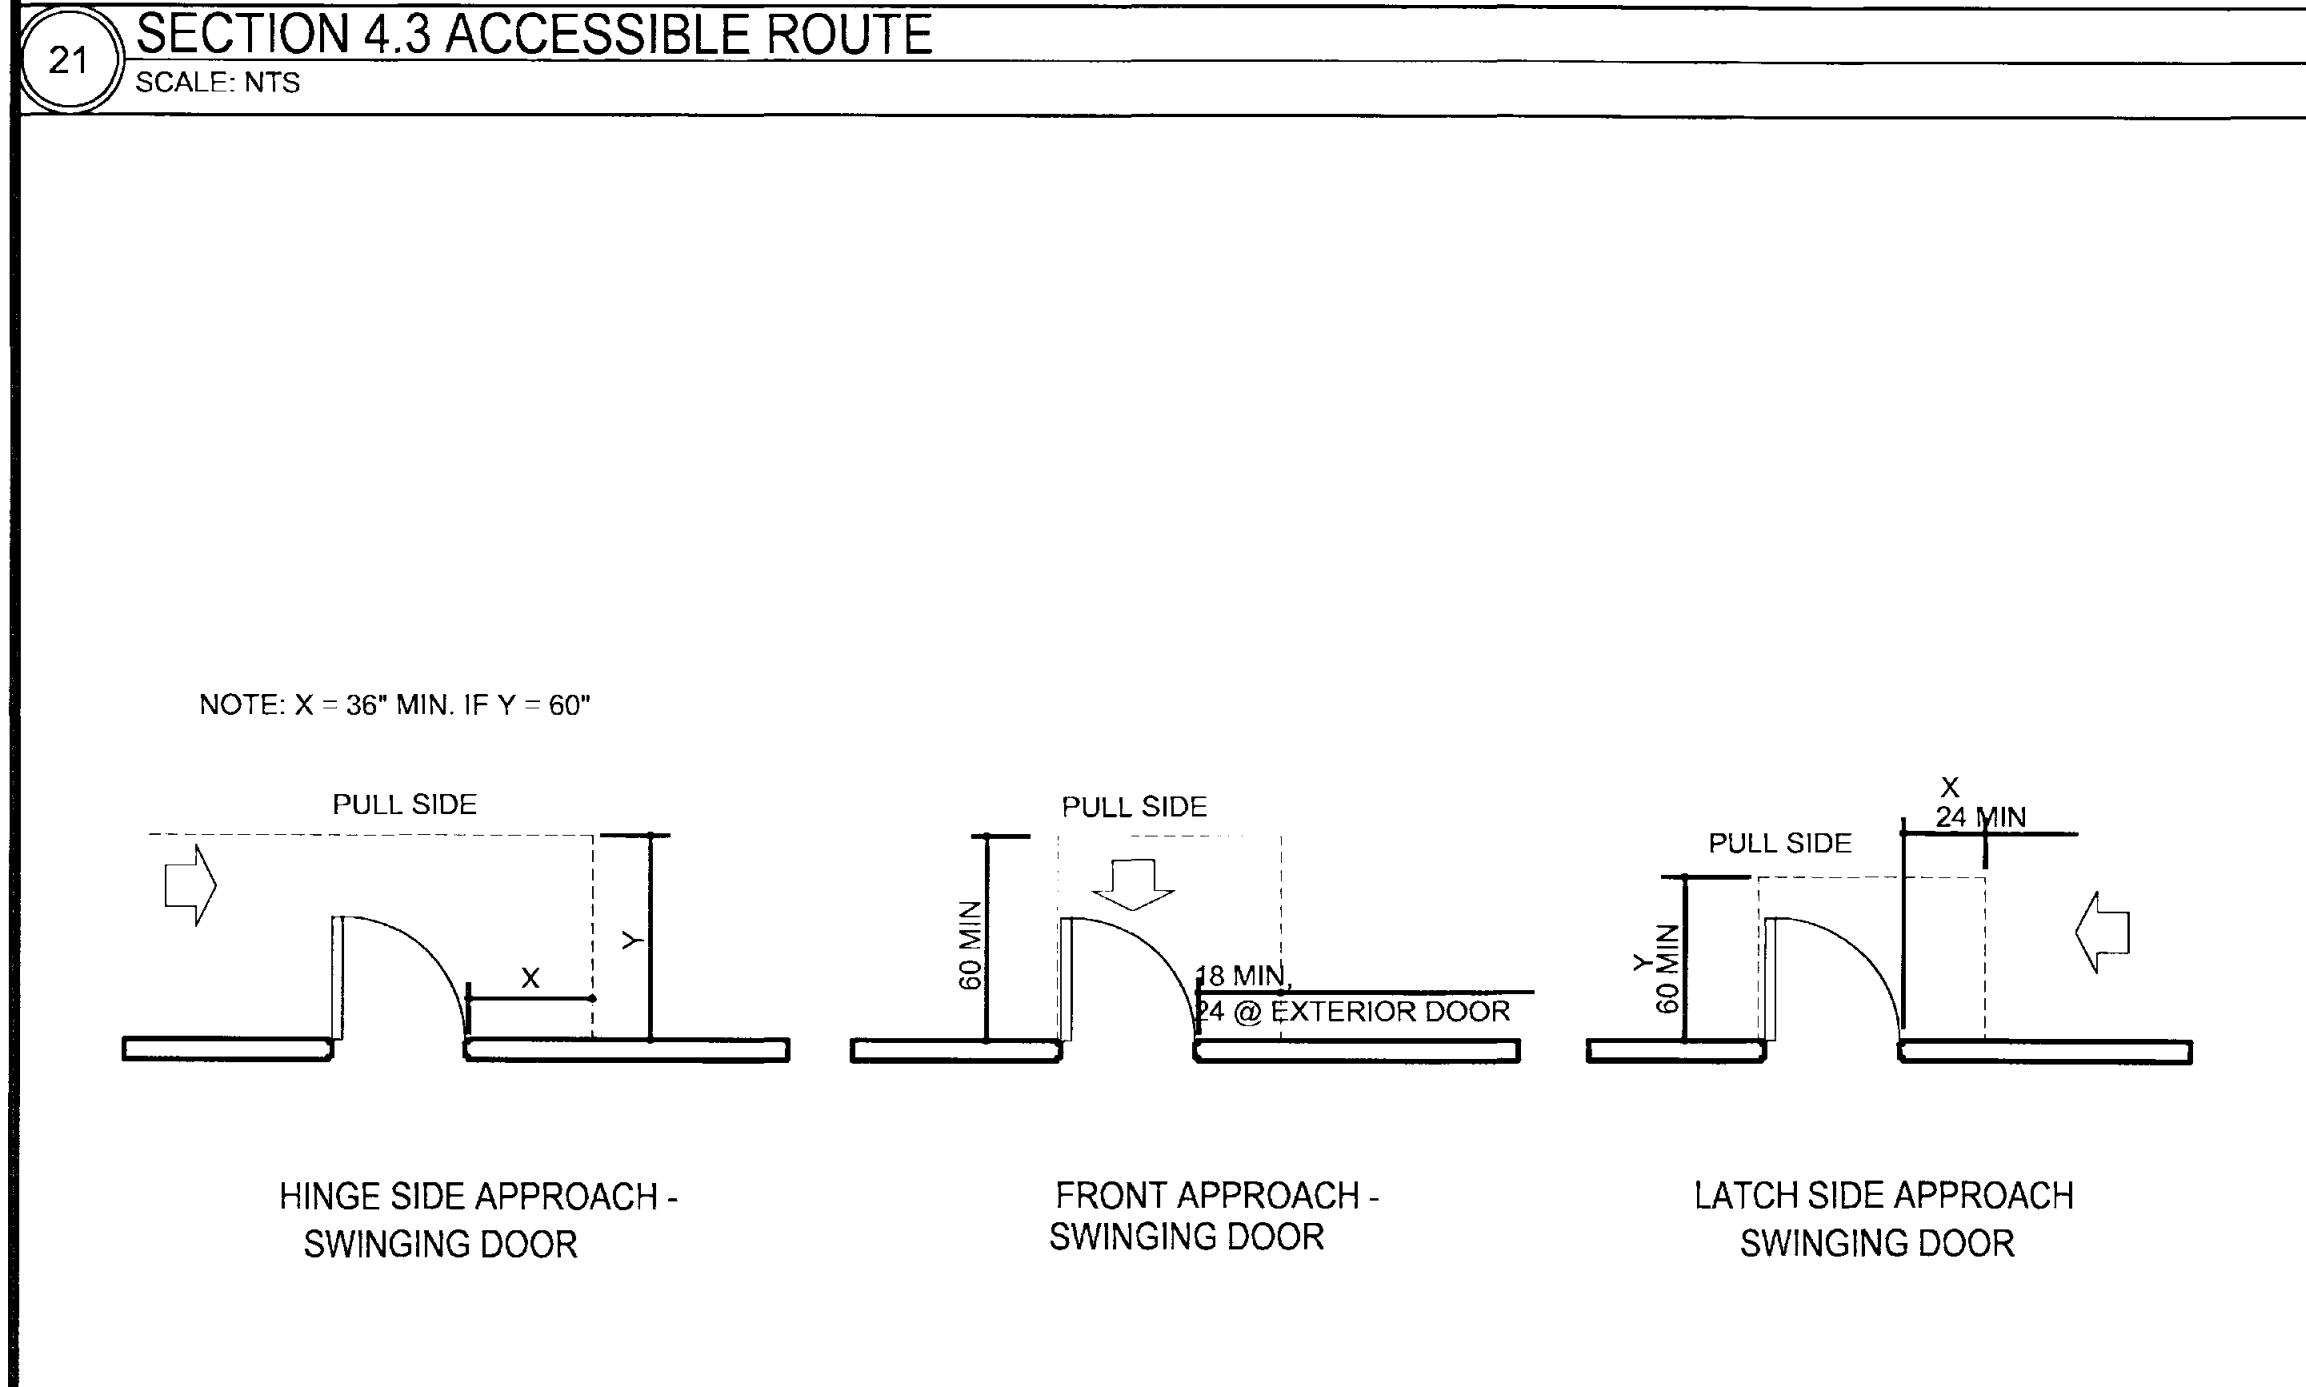 21
SECTION 4.3 ACCESSIBLE ROUTE
SCALE: NTS
NOTE: X = 36" MIN. IF Y = 60"
PULL SIDE
X
Y
HINGE SIDE APPROACH -
SWINGING DOOR
PULL SIDE
60 MIN
18 MIN,
24 @ EXTERIOR DOOR
FRONT APPROACH -
SWINGING DOOR
X
24 MIN
PULL SIDE
Y
60 MIN
LATCH SIDE APPROACH
SWINGING DOOR